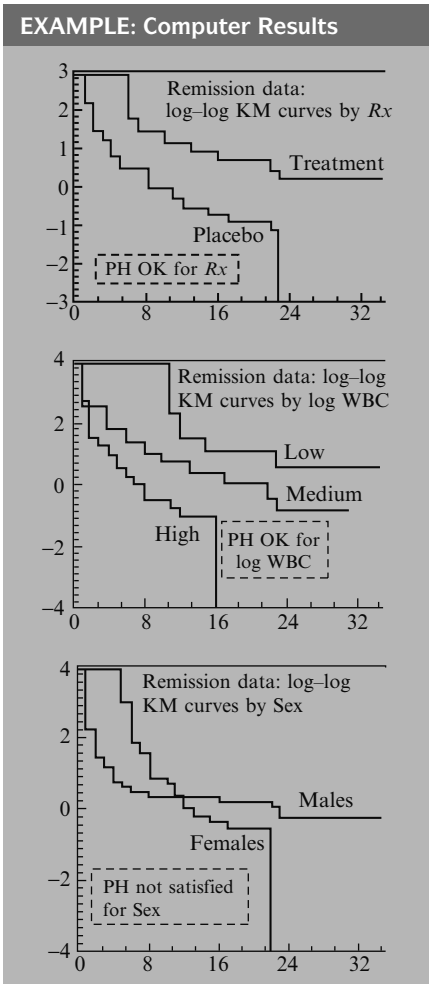 EXAMPLE: Computer Results
3
2
1
0
−1
−2
−3
Remission data:
log–log KM curves by Rx
Treatment
Placebo
PH OK for Rx
0 8 16 24 32
4
2
0
−2
−4
Remission data: log–log
KM curves by log WBC
Low
Medium
High
PH OK for
log WBC
0 8 16 24 32
4
2
0
−2
−4
Remission data: log–log
KM curves by Sex
Males
Females
PH not satisfied
for Sex
0 8 16 24 32